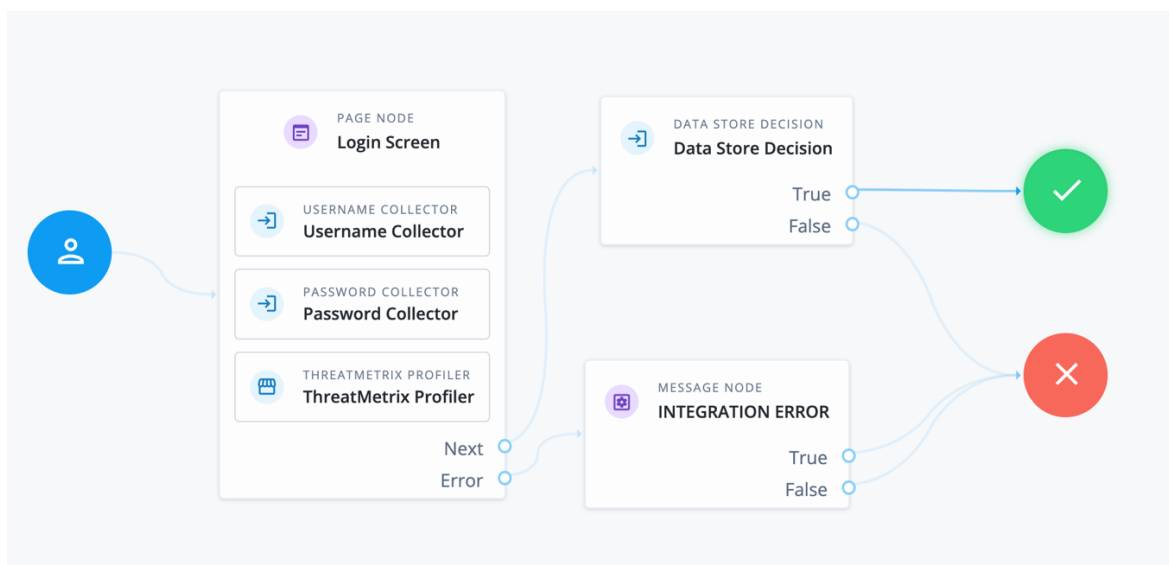 PAGE NODE
Login Screen
USERNAME COLLECTOR
Username Collector
PASSWORD COLLECTOR
Password Collector
THREATMETRIX PROFILER
ThreatMetrix Profiler
Next
Error
DATA STORE DECISION
Data Store Decision
True
False
MESSAGE NODE
INTEGRATION ERROR
True
False